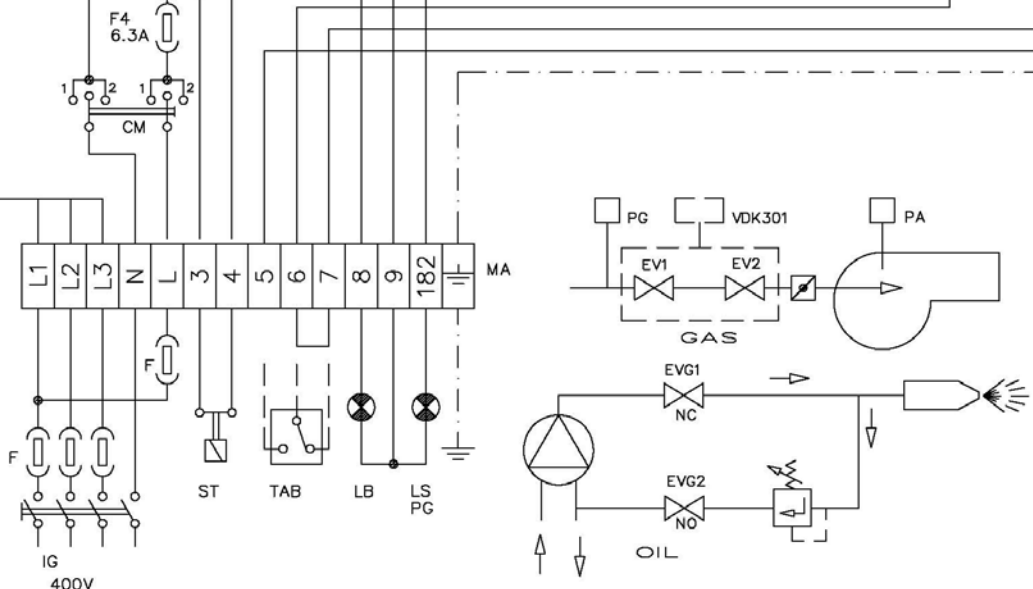 F4
6.3A
1 2 1 2
CM
L1 L2 L3 N L 3 4 5 6 7 8 9 182 MA
F
F
ST TAB LB LS
PG
IG
400V
PG VDK301 PA
EV1 EV2
GAS
EVG1
NC
EVG2
NO
OIL